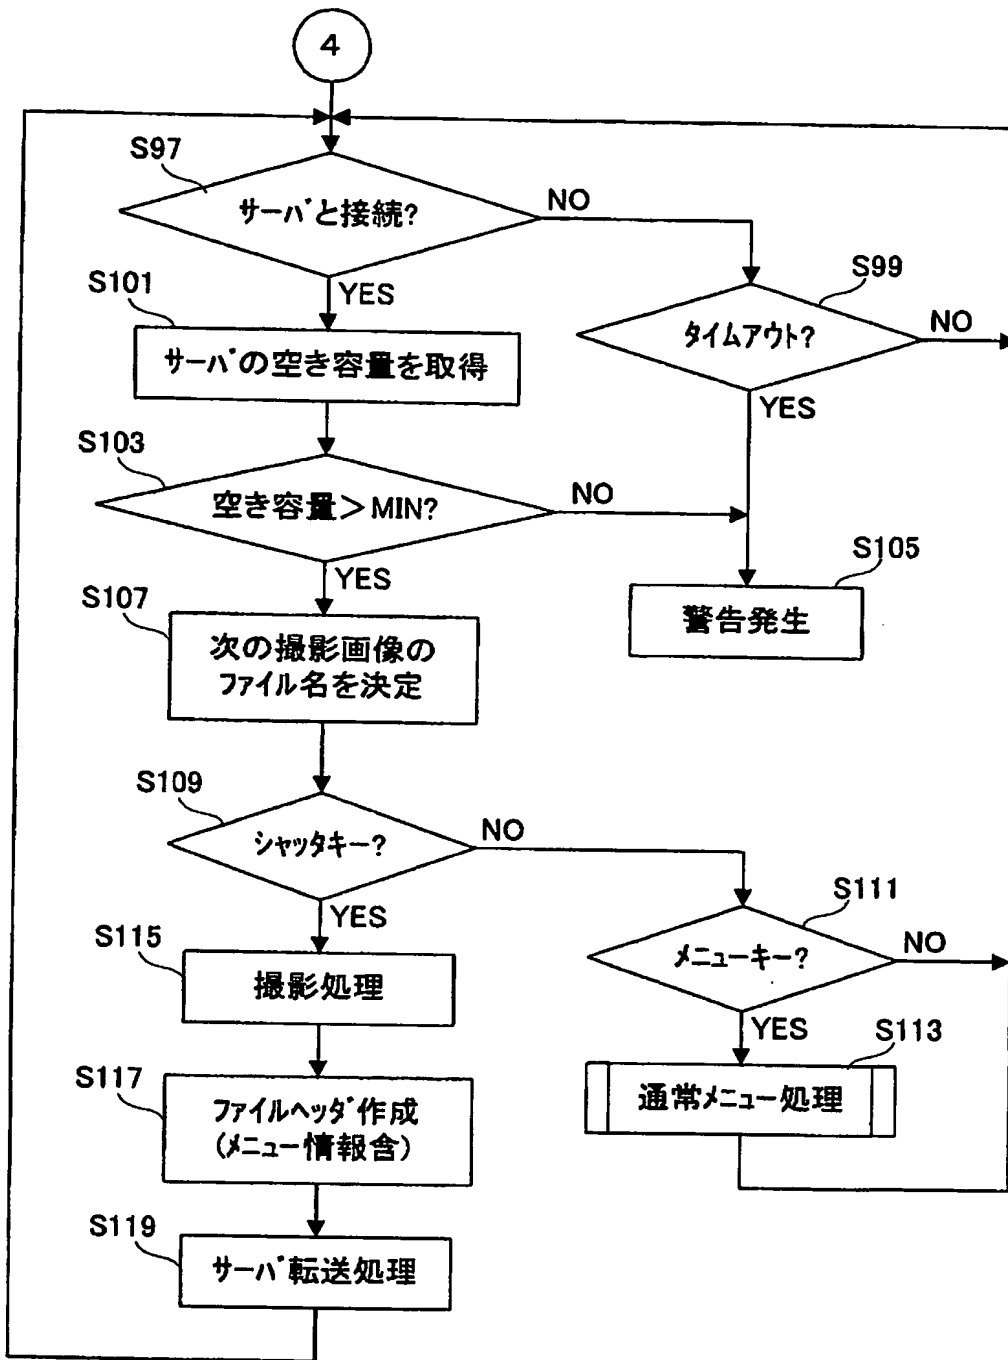 4
S97
サーバと接続?
NO
YES
S99
タイムアウト?
NO
YES
S101
サーバの空き容量を取得
S103
空き容量＞MIN?
NO
YES
S105
警告発生
S107
次の撮影画像の
ファイル名を決定
S109
シャッタキー?
NO
YES
S111
メニューキー?
NO
YES
S113
通常メニュー処理
S115
撮影処理
S117
ファイルヘッダ作成
(メニュー情報含)
S119
サーバ転送処理